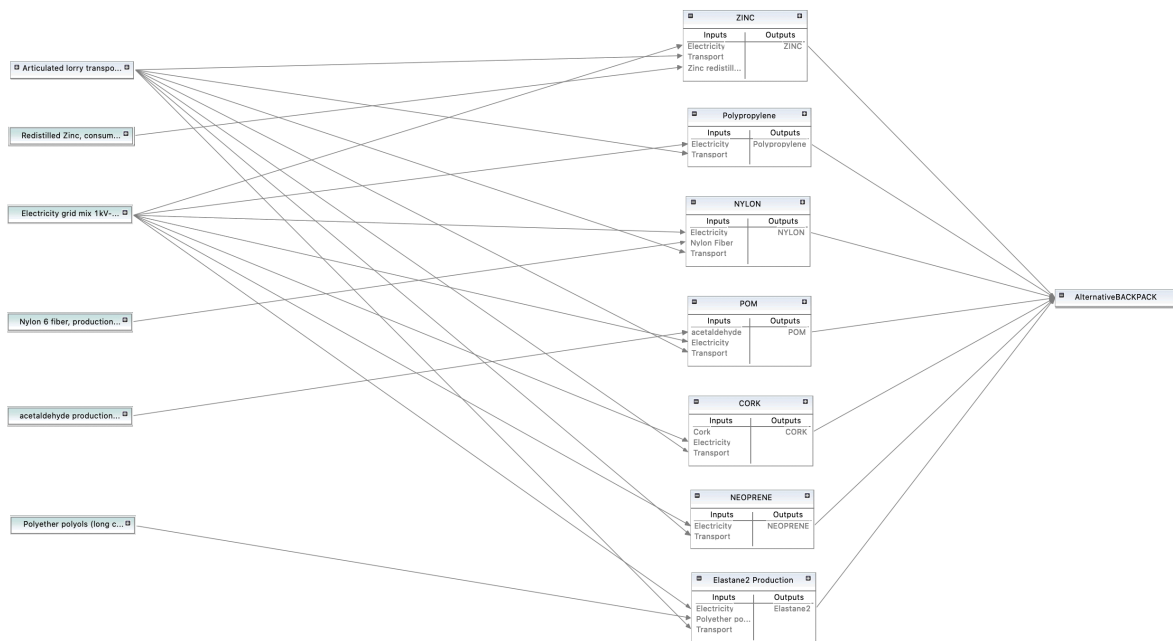 Articulated lorry transpo...
Redistilled Zinc, consum...
Electricity grid mix 1kV-...
Nylon 6 fiber, production...
acetaldehyde production...
Polyether polyols (long c...
ZINC
Inputs Outputs
Electricity ZINC
Transport
Zinc redistill...
Polypropylene
Inputs Outputs
Electricity Polypropylene
Transport
NYLON
Inputs Outputs
Electricity NYLON
Nylon Fiber
Transport
POM
Inputs Outputs
acetaldehyde POM
Electricity
Transport
CORK
Inputs Outputs
Cork CORK
Electricity
Transport
NEOPRENE
Inputs Outputs
Electricity NEOPRENE
Transport
Elastane2 Production
Inputs Outputs
Electricity Elastane2
Polyether po...
Transport
AlternativeBACKPACK